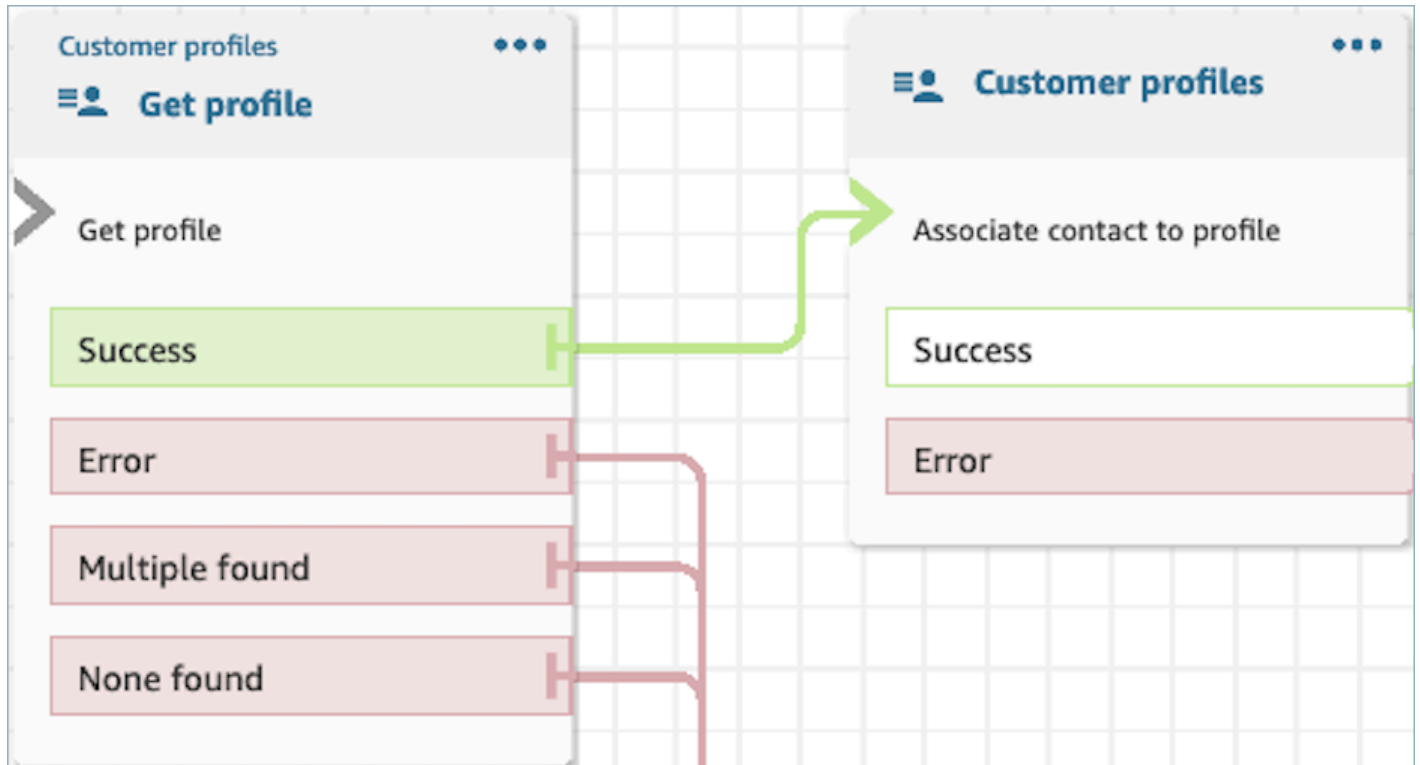 Customer profiles
Get profile
Get profile
Success
Error
Multiple found
None found
Customer profiles
Associate contact to profile
Success
Error